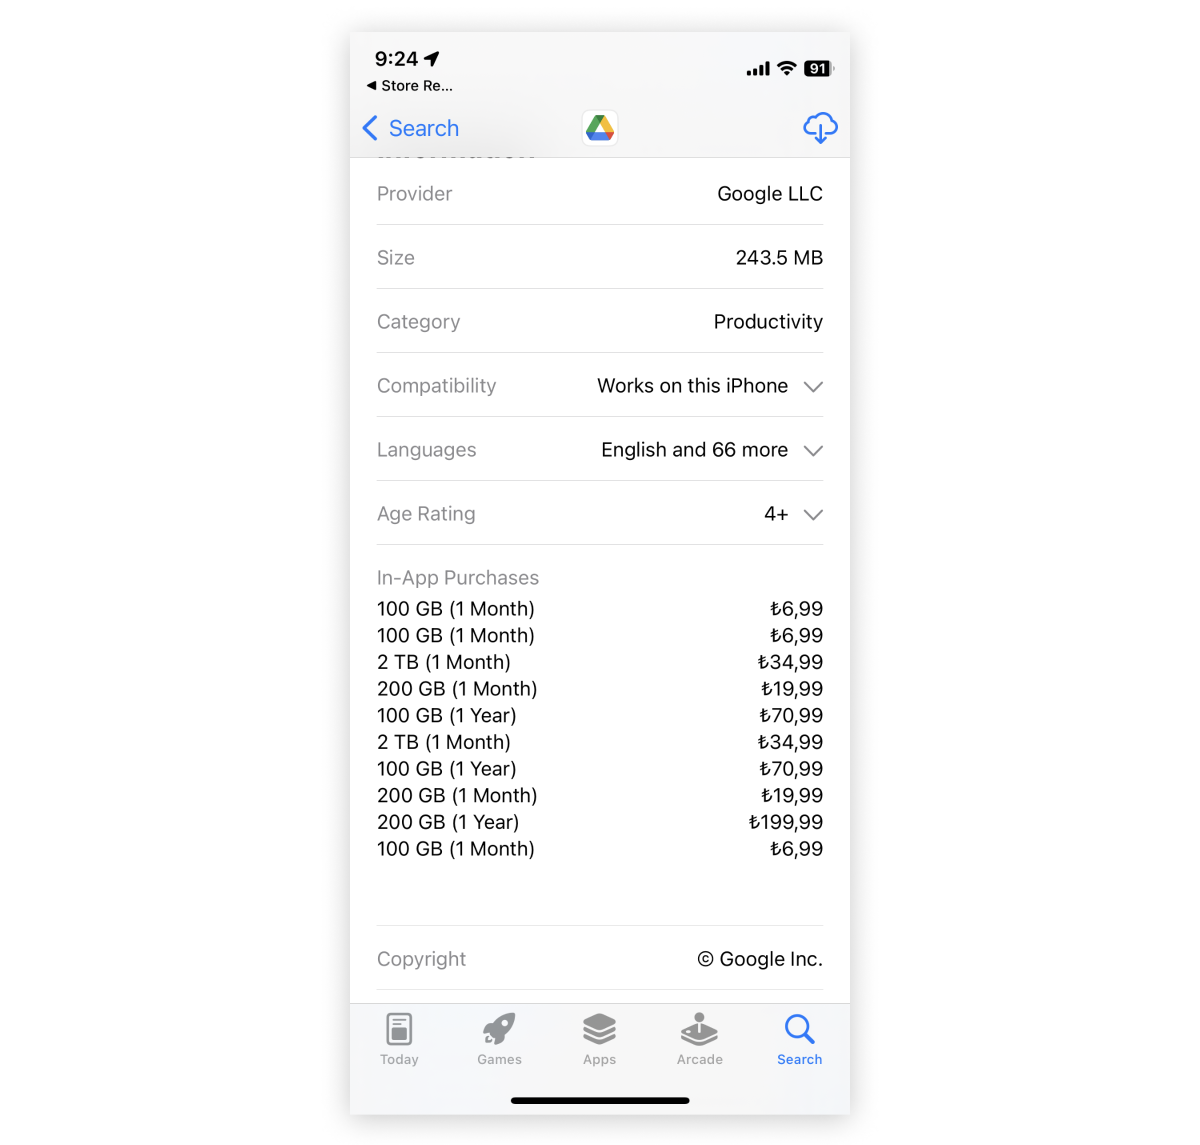 9:24
◀ Store Re...
Search
Provider Google LLC
Size 243.5 MB
Category Productivity
Compatibility Works on this iPhone
Languages English and 66 more
Age Rating 4+
In-App Purchases
100 GB (1 Month) ₺6,99
100 GB (1 Month) ₺6,99
2 TB (1 Month) ₺34,99
200 GB (1 Month) ₺19,99
100 GB (1 Year) ₺70,99
2 TB (1 Month) ₺34,99
100 GB (1 Year) ₺70,99
200 GB (1 Month) ₺19,99
200 GB (1 Year) ₺199,99
100 GB (1 Month) ₺6,99
Copyright © Google Inc.
Today Games Apps Arcade Search
91